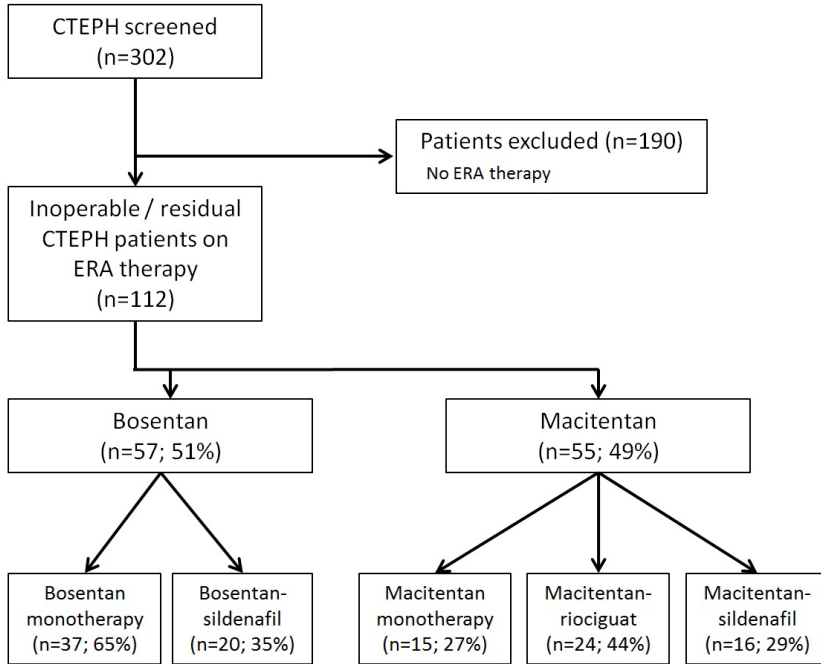 CTEPH screened
(n=302)
Patients excluded (n=190)
No ERA therapy
Inoperable / residual
CTEPH patients on
ERA therapy
(n=112)
Bosentan
(n=57; 51%)
Macitentan
(n=55; 49%)
Bosentan
monotherapy
(n=37; 65%)
Bosentan-
sildenafil
(n=20; 35%)
Macitentan
monotherapy
(n=15; 27%)
Macitentan-
riociguat
(n=24; 44%)
Macitentan-
sildenafil
(n=16; 29%)